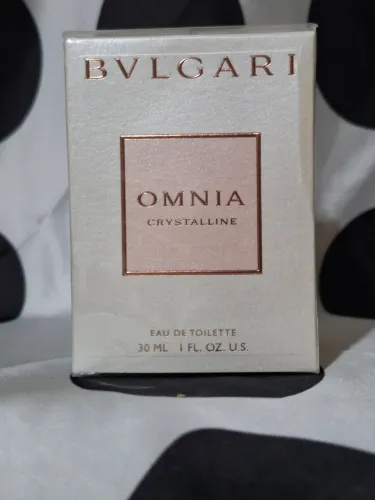 BVLGARI
OMNIA
CRYSTALLINE
EAU DE TOILETTE
30 ML 1 FL. OZ. U.S.